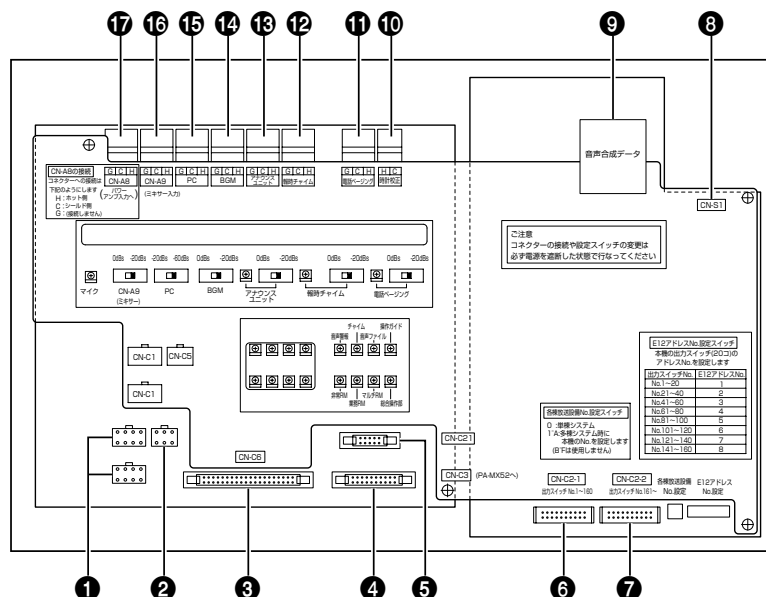 17 16 15 14 13 12 11 10 9 8
音声合成データ
CN-A8の接続
コネクターへの接続は
下記のようにします
H:ホット側
C:シールド側
G:(接続しません)
G C H
CN-A8
(パワー
アンプ入力へ)
G C H
CN-A9
(ミキサー入力)
G C H
PC
G C H
BGM
G C H
アナウンス
ユニット
G C H
報時チャイム
G C H
電話ページング
H C
時計校正
CN-S1
ご注意
コネクターの接続や設定スイッチの変更は
必ず電源を遮断した状態で行なってください
0dBs -20dBs -20dBs -60dBs 0dBs -20dBs 0dBs -20dBs 0dBs -20dBs 0dBs -20dBs
マイク
CN-A9
(ミキサー)
PC
BGM
アナウンス
ユニット
報時チャイム
電話ページング
チャイム 操作ガイド
音声警報 音声ファイル
非常RM マルチRM
業務RM 総合操作部
CN-C1
CN-C5
CN-C1
E12アドレスNo.設定スイッチ
本機の出力スイッチ(20コ)の
アドレスNo.を設定します
出力スイッチNo. E12アドレスNo.
No.1~20 1
No.21~40 2
No.41~60 3
No.61~80 4
No.81~100 5
No.101~120 6
No.121~140 7
No.141~160 8
各棟放送設備No.設定スイッチ
0:単棟システム
1~A:多棟システム時に
本機のNo.を設定します
(B~Fは使用しません)
CN-C21
CN-C6
CN-C3 (PA-MX52へ)
CN-C2-1
出力スイッチ No.1~160
CN-C2-2
出力スイッチ No.161~
各棟放送設備
No.設定
E12アドレス
No.設定
1 2 3 4 5 6 7